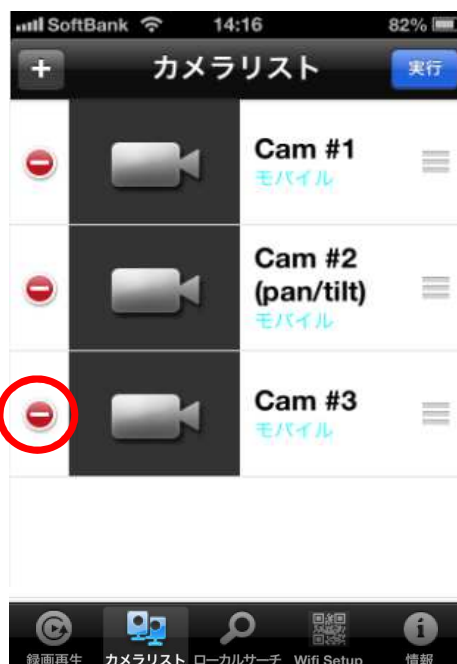 SoftBank 14:16 82%
+ カメラリスト 実行
Cam #1
モバイル
Cam #2
(pan/tilt)
モバイル
Cam #3
モバイル
録画再生 カメラリスト ローカルサーチ Wifi Setup 情報